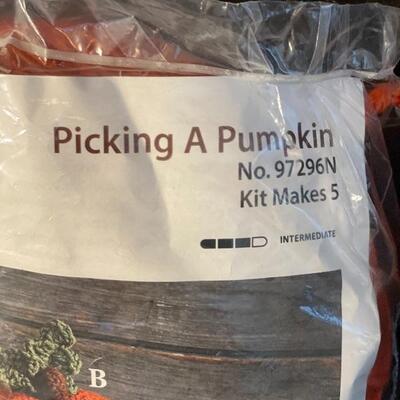 Picking A Pumpkin
No. 97296N
Kit Makes 5
INTERMEDIATE
B